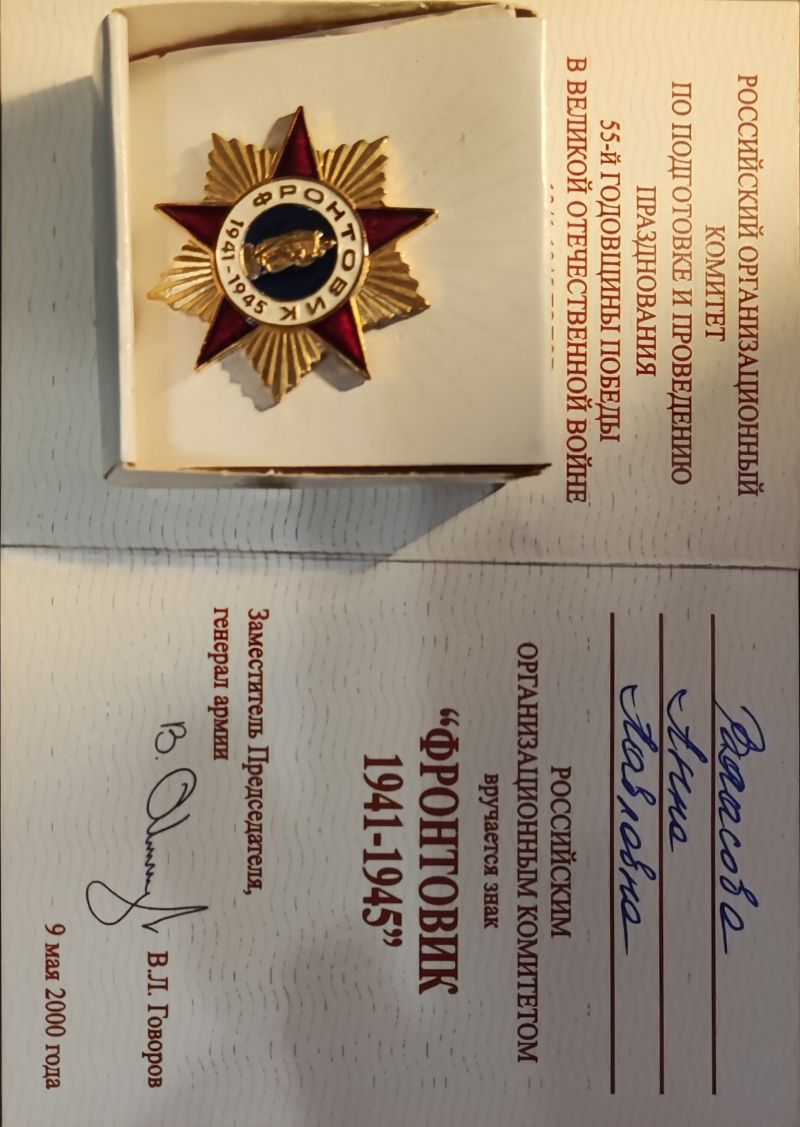 ФРОНТОВИК
1941-1945
РОССИЙСКИЙ ОРГАНИЗАЦИОННЫЙ
КОМИТЕТ
ПО ПОДГОТОВКЕ И ПРОВЕДЕНИЮ
ПРАЗДНОВАНИЯ
55-й ГОДОВЩИНЫ ПОБЕДЫ
В ВЕЛИКОЙ ОТЕЧЕСТВЕННОЙ ВОЙНЕ
Власова
Анна
Павловна
РОССИЙСКИМ
ОРГАНИЗАЦИОННЫМ КОМИТЕТОМ
вручается знак
“ФРОНТОВИК
1941-1945”
Заместитель Председателя,
генерал армии
В.Л. Говоров
9 мая 2000 года